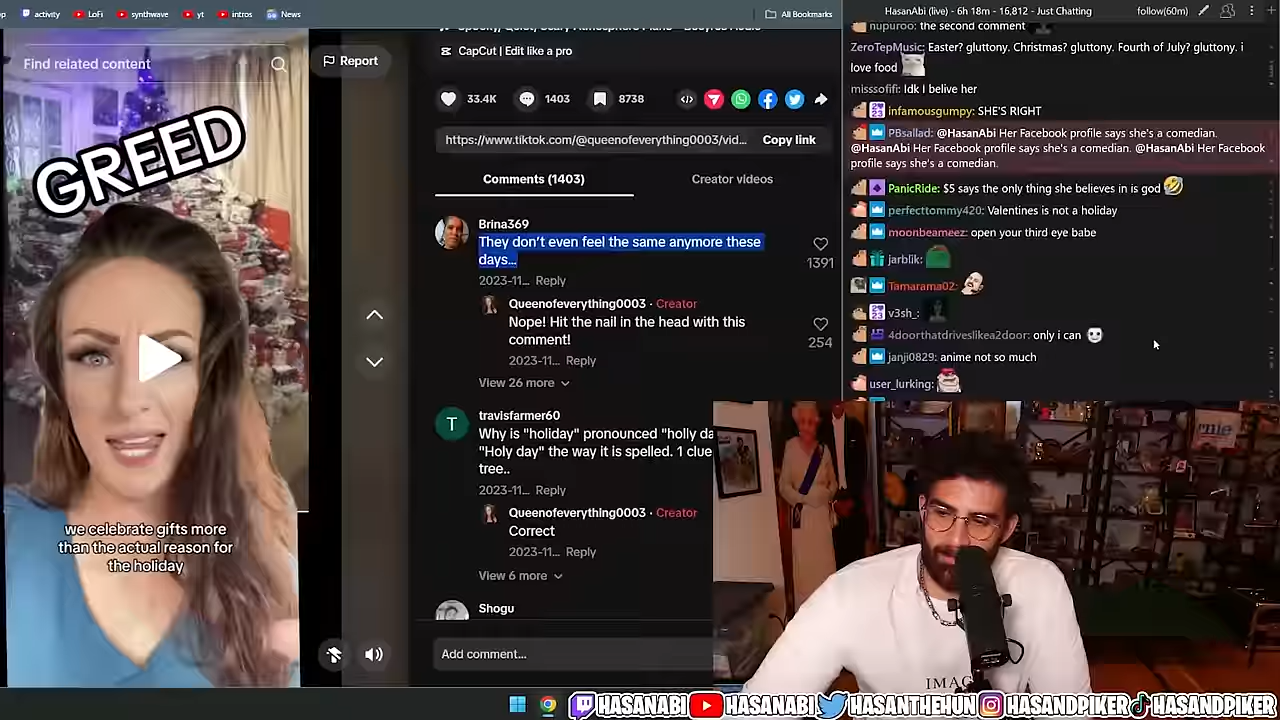 activity
LoFi
synthwave
yt
intros
News
All Bookmarks
Find related content
Report
GREED
we celebrate gifts more
than the actual reason for
the holiday
CapCut | Edit like a pro
33.4K
1403
8738
https://www.tiktok.com/@queenofeverything0003/vid...
Copy link
Comments (1403)
Creator videos
Brina369
They don't even feel the same anymore these
days...
1391
2023-11... Reply
Queenofeverything0003 · Creator
Nope! Hit the nail in the head with this
comment!
254
2023-11... Reply
View 26 more
T
travisfarmer60
Why is "holiday" pronounced "holly da
"Holy day" the way it is spelled. 1 clue
tree..
2023-11... Reply
Queenofeverything0003 · Creator
Correct
2023-11... Reply
View 6 more
Shogu
Add comment...
HasanAbi (live) - 6h 18m - 16,812 - Just Chatting
follow(60m)
nupuroo: the second comment
ZeroTepMusic: Easter? gluttony. Christmas? gluttony. Fourth of July? gluttony. i
love food
misssofifi: Idk I belive her
infamousgumpy: SHE'S RIGHT
PBsallad: @HasanAbi Her Facebook profile says she's a comedian.
@HasanAbi Her Facebook profile says she's a comedian. @HasanAbi Her Facebook
profile says she's a comedian.
PanicRide: $5 says the only thing she believes in is god
perfecttommy420: Valentines is not a holiday
moonbeameez: open your third eye babe
jarblik:
Tamarama02:
v3sh_:
4doorthatdriveslikea2door: only i can
janji0829: anime not so much
user_lurking:
me
IMAG
HASANABI
HASANABI
HASANTHEHUN
HASANDPIKER
HASANDPIKER